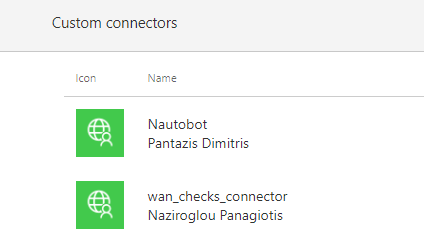 Custom connectors
Icon Name
Nautobot
Pantazis Dimitris
wan_checks_connector
Naziroglou Panagiotis